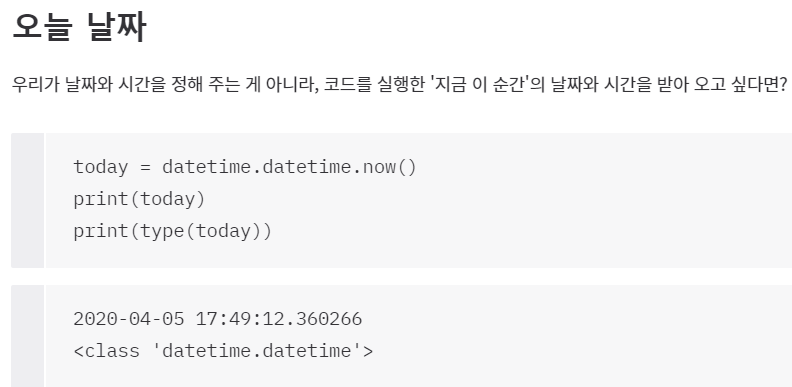 오늘 날짜
우리가 날짜와 시간을 정해 주는 게 아니라, 코드를 실행한 '지금 이 순간'의 날짜와 시간을 받아 오고 싶다면?
today = datetime.datetime.now()
print(today)
print(type(today))
2020-04-05 17:49:12.360266
<class 'datetime.datetime'>